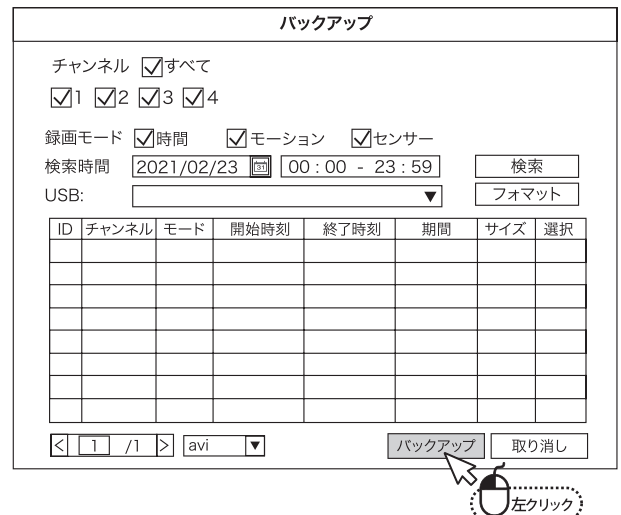 バックアップ
チャンネル すべて
1 2 3 4
録画モード 時間 モーション センサー
検索時間 2021/02/23 31 00:00 - 23:59 検索
USB: ▼ フォーマット
ID チャンネル モード 開始時刻 終了時刻 期間 サイズ 選択
< 1 /1 > avi ▼ バックアップ 取り消し
左クリック